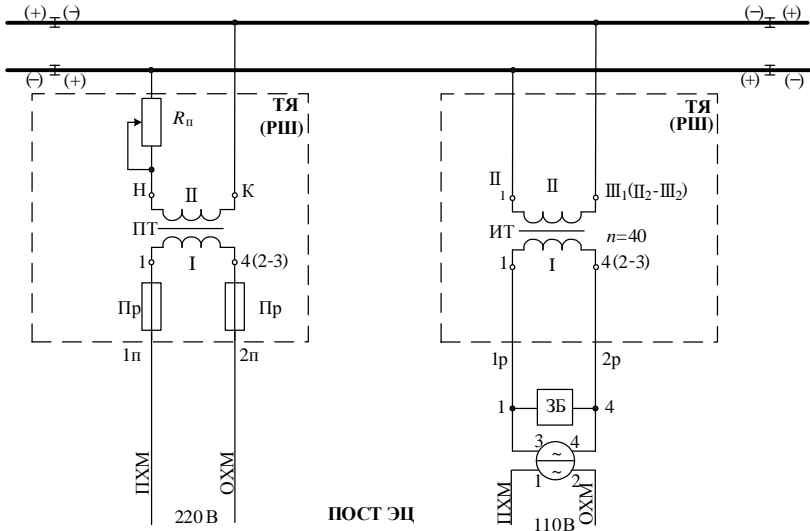 (+) (-) (-) (+)
(-) (+) (+) (-)
ТЯ
(РШ)
Rп
Н II К
ПТ
1 I 4(2-3)
Пр Пр
1п 2п
ПХМ ОХМ
220 В
ТЯ
(РШ)
II1 II III1(II2-III2)
ИТ n=40
1 I 4(2-3)
1р 2р
1 ЗБ 4
3 4
~
~
1 2
ПХМ ОХМ
110В
ПОСТ ЭЦ